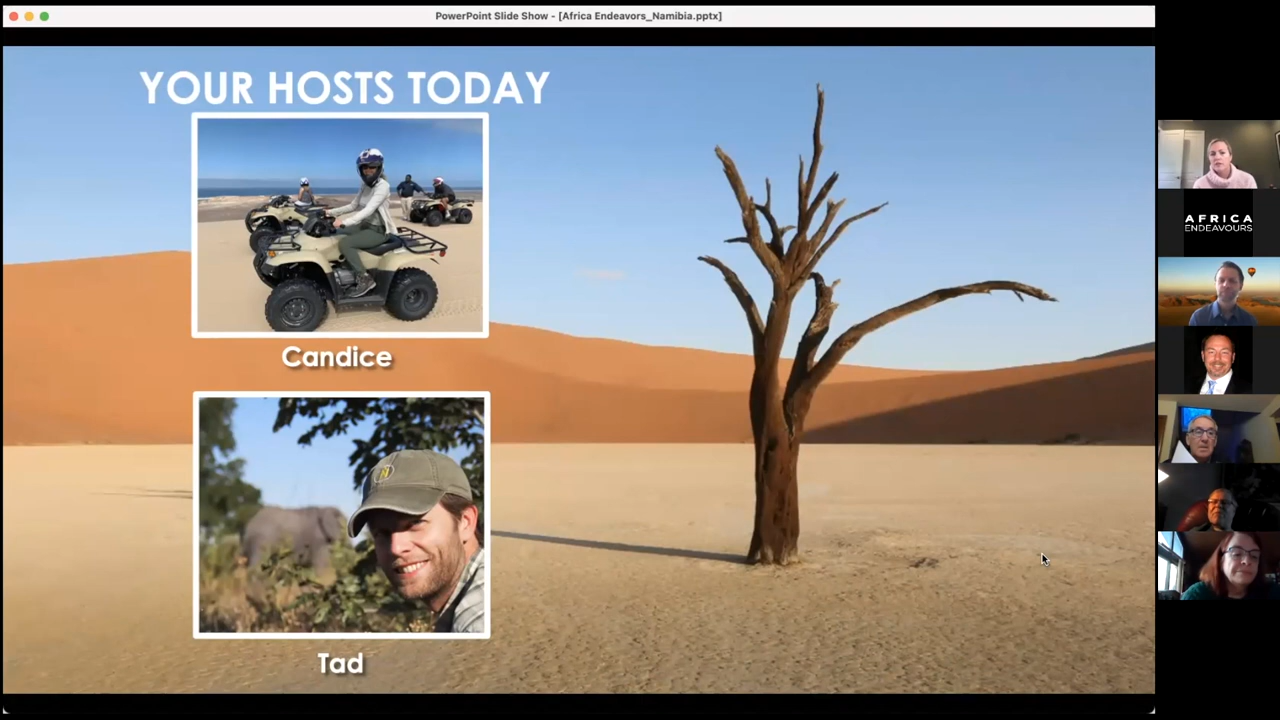 PowerPoint Slide Show - [Africa Endeavors_Namibia.pptx]
YOUR HOSTS TODAY
Candice
Tad
AFRICA
ENDEAVOURS
N